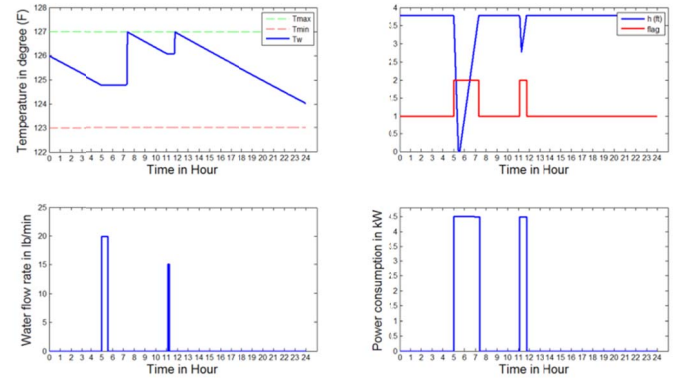 128
127
126
125
124
123
122
Temperature in degree (F)
Tmax
Tmin
Tw
0 1 2 3 4 5 6 7 8 9 10 11 12 13 14 15 16 17 18 19 20 21 22 23 24
Time in Hour
4
3.5
3
2.5
2
1.5
1
0.5
0
h (ft)
flag
0 1 2 3 4 5 6 7 8 9 10 11 12 13 14 15 16 17 18 19 20 21 22 23 24
Time in Hour
25
20
15
10
5
0
Water flow rate in lb/min
0 1 2 3 4 5 6 7 8 9 10 11 12 13 14 15 16 17 18 19 20 21 22 23 24
Time in Hour
4.5
4
3.5
3
2.5
2
1.5
1
0.5
0
Power consumption in kW
0 1 2 3 4 5 6 7 8 9 10 11 12 13 14 15 16 17 18 19 20 21 22 23 24
Time in Hour